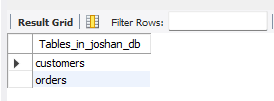 Result Grid Filter Rows:
Tables_in_joshan_db
customers
orders